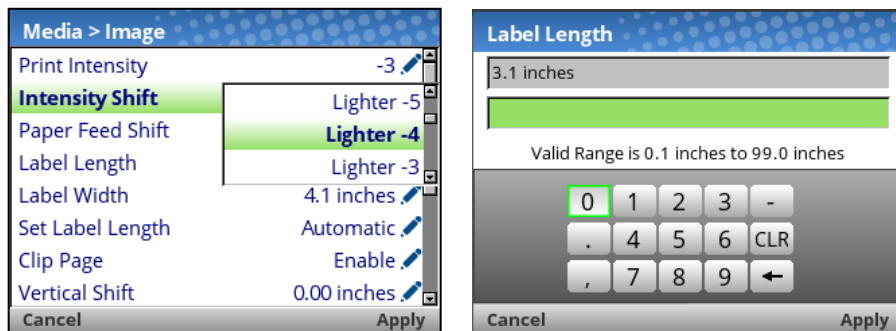 Media > Image
Print Intensity -3
Intensity Shift
Lighter -5
Paper Feed Shift Lighter -4
Label Length Lighter -3
Label Width 4.1 inches
Set Label Length Automatic
Clip Page Enable
Vertical Shift 0.00 inches
Cancel Apply
Label Length
3.1 inches
Valid Range is 0.1 inches to 99.0 inches
0 1 2 3 -
. 4 5 6 CLR
, 7 8 9 ←
Cancel Apply